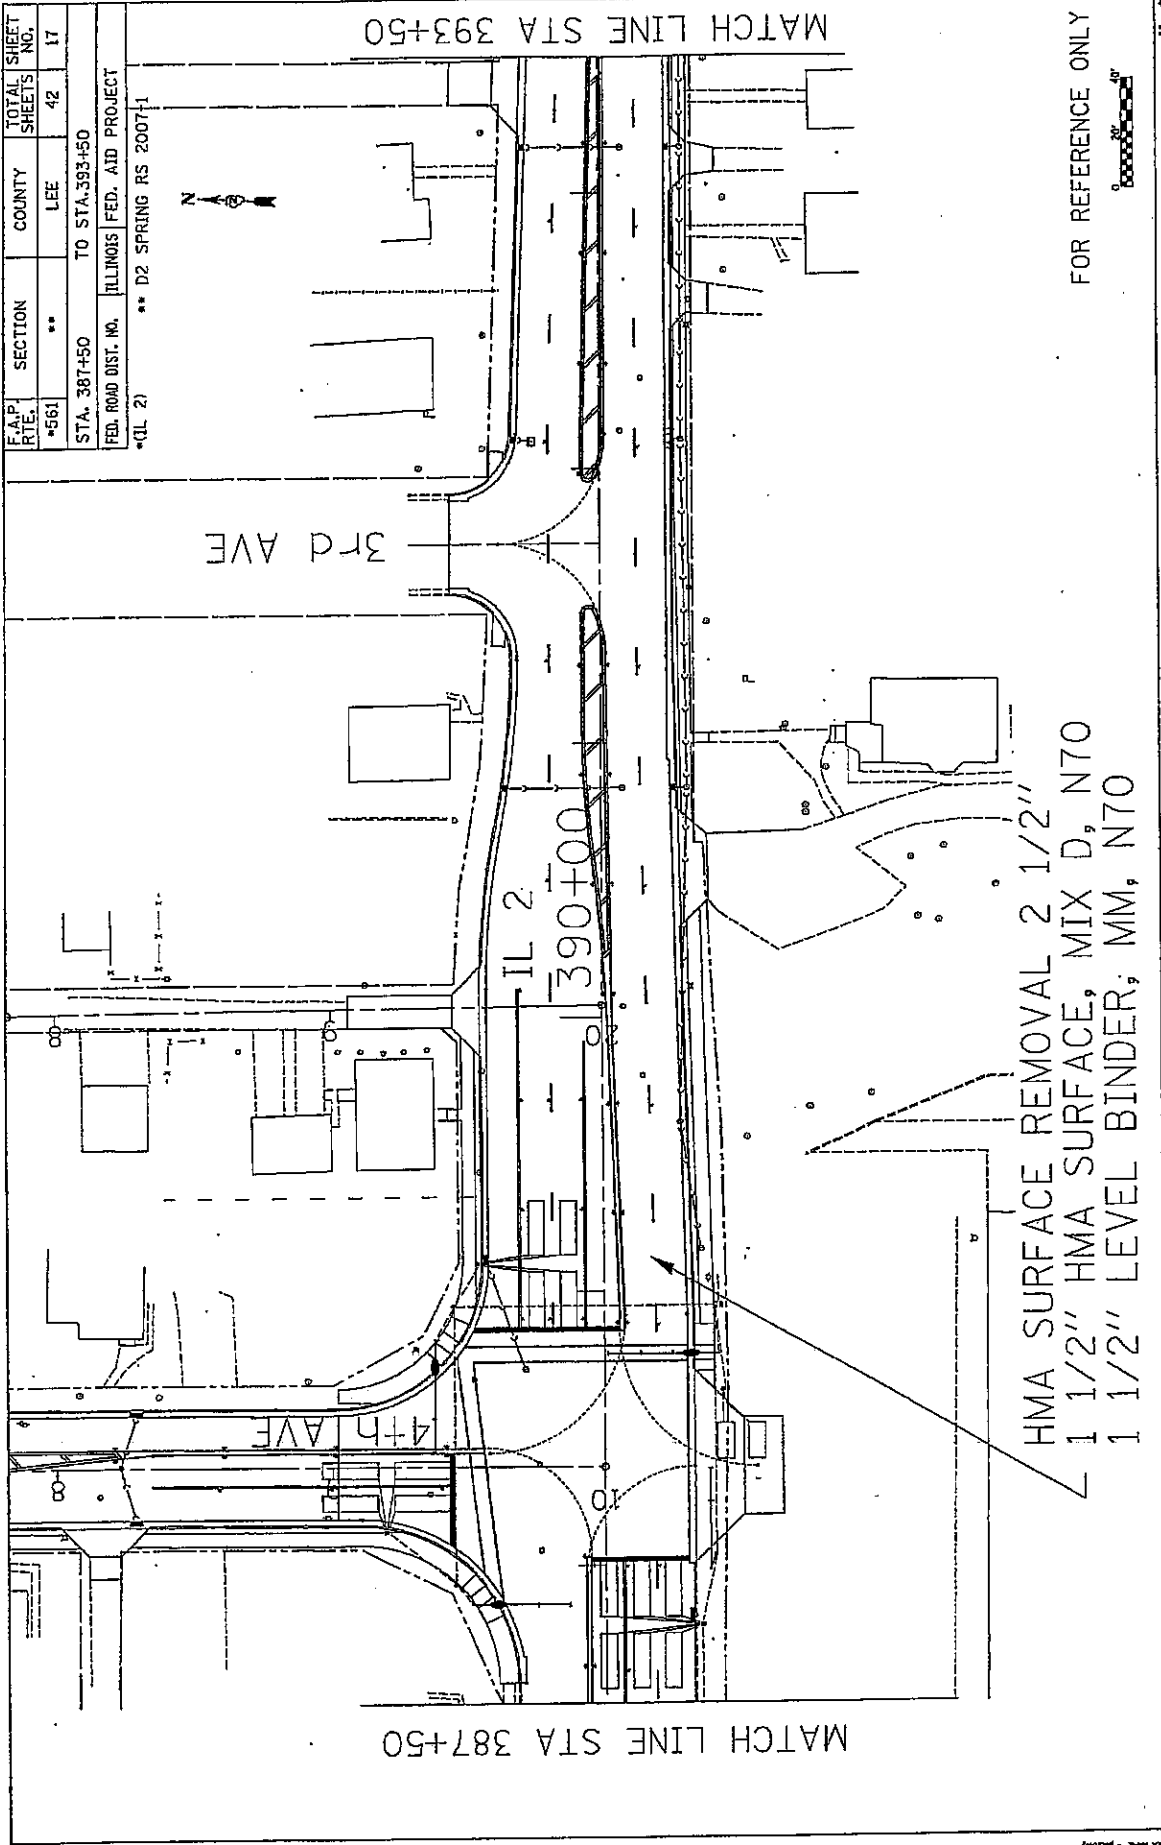 F.A.P. RTE. SECTION COUNTY TOTAL SHEETS SHEET NO.
*561 ** LEE 42 17
STA. 387+50 TO STA.393+50
FED. ROAD DIST. NO. ILLINOIS FED. AID PROJECT
*(IL 2) ** D2 SPRING RS 2007-1
N
MATCH LINE STA 393+50
3rd AVE
IL 2
390+00
4th AVE
8
9
10
8
MATCH LINE STA 387+50
HMA SURFACE REMOVAL 2 1/2"
1 1/2" HMA SURFACE, MIX D, N70
1 1/2" LEVEL BINDER, MM, N70
FOR REFERENCE ONLY
0 20' 40'